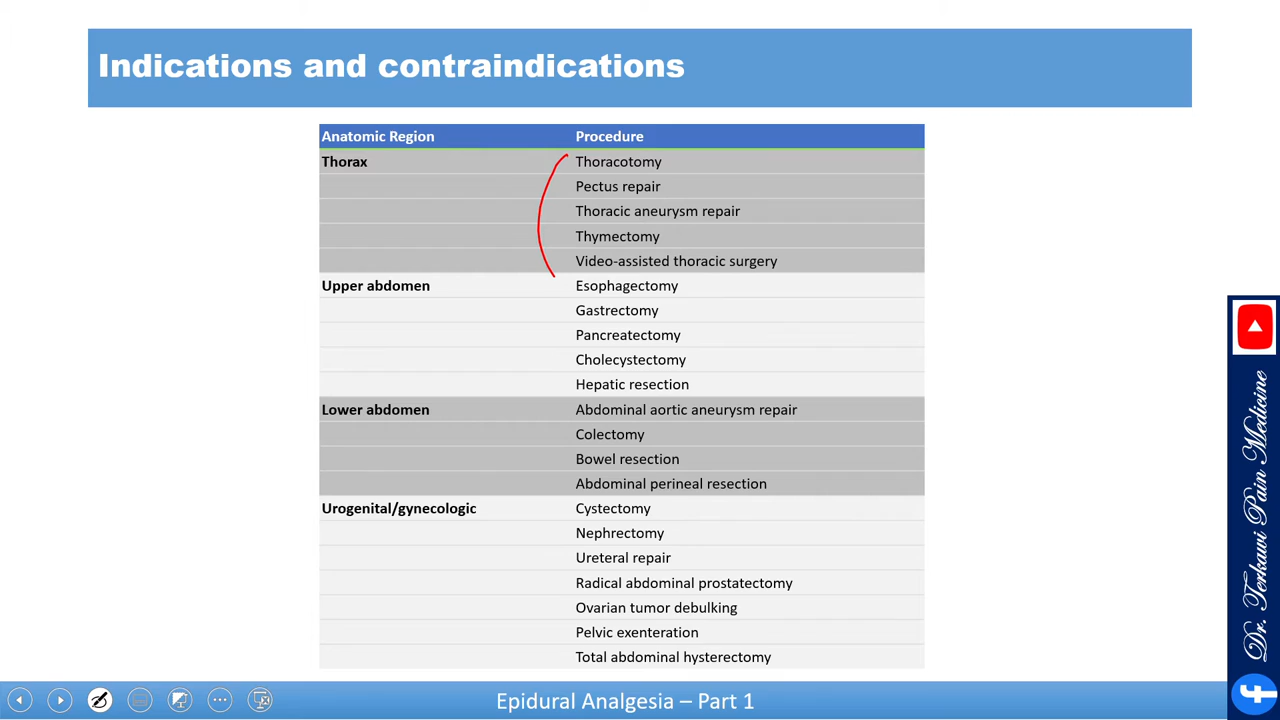 Indications and contraindications
Anatomic Region Procedure
Thorax Thoracotomy
Pectus repair
Thoracic aneurysm repair
Thymectomy
Video-assisted thoracic surgery
Upper abdomen Esophagectomy
Gastrectomy
Pancreatectomy
Cholecystectomy
Hepatic resection
Lower abdomen Abdominal aortic aneurysm repair
Colectomy
Bowel resection
Abdominal perineal resection
Urogenital/gynecologic Cystectomy
Nephrectomy
Ureteral repair
Radical abdominal prostatectomy
Ovarian tumor debulking
Pelvic exenteration
Total abdominal hysterectomy
Epidural Analgesia – Part 1
Dr. Terkawi Pain Medicine